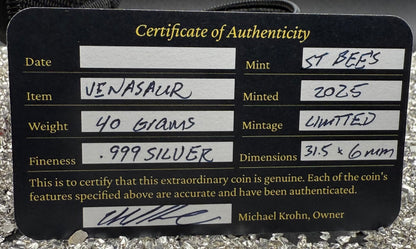 Certificate of Authenticity
Date Mint ST BEES
Item VENASAUR Minted 2025
Weight 40 GRAMS Mintage LIMITED
Fineness .999 SILVER Dimensions 31.5 x 6mm
This is to certify that this extraordinary coin is genuine. Each of the coin's
features specified above are accurate and have been authenticated.
Michael Krohn, Owner